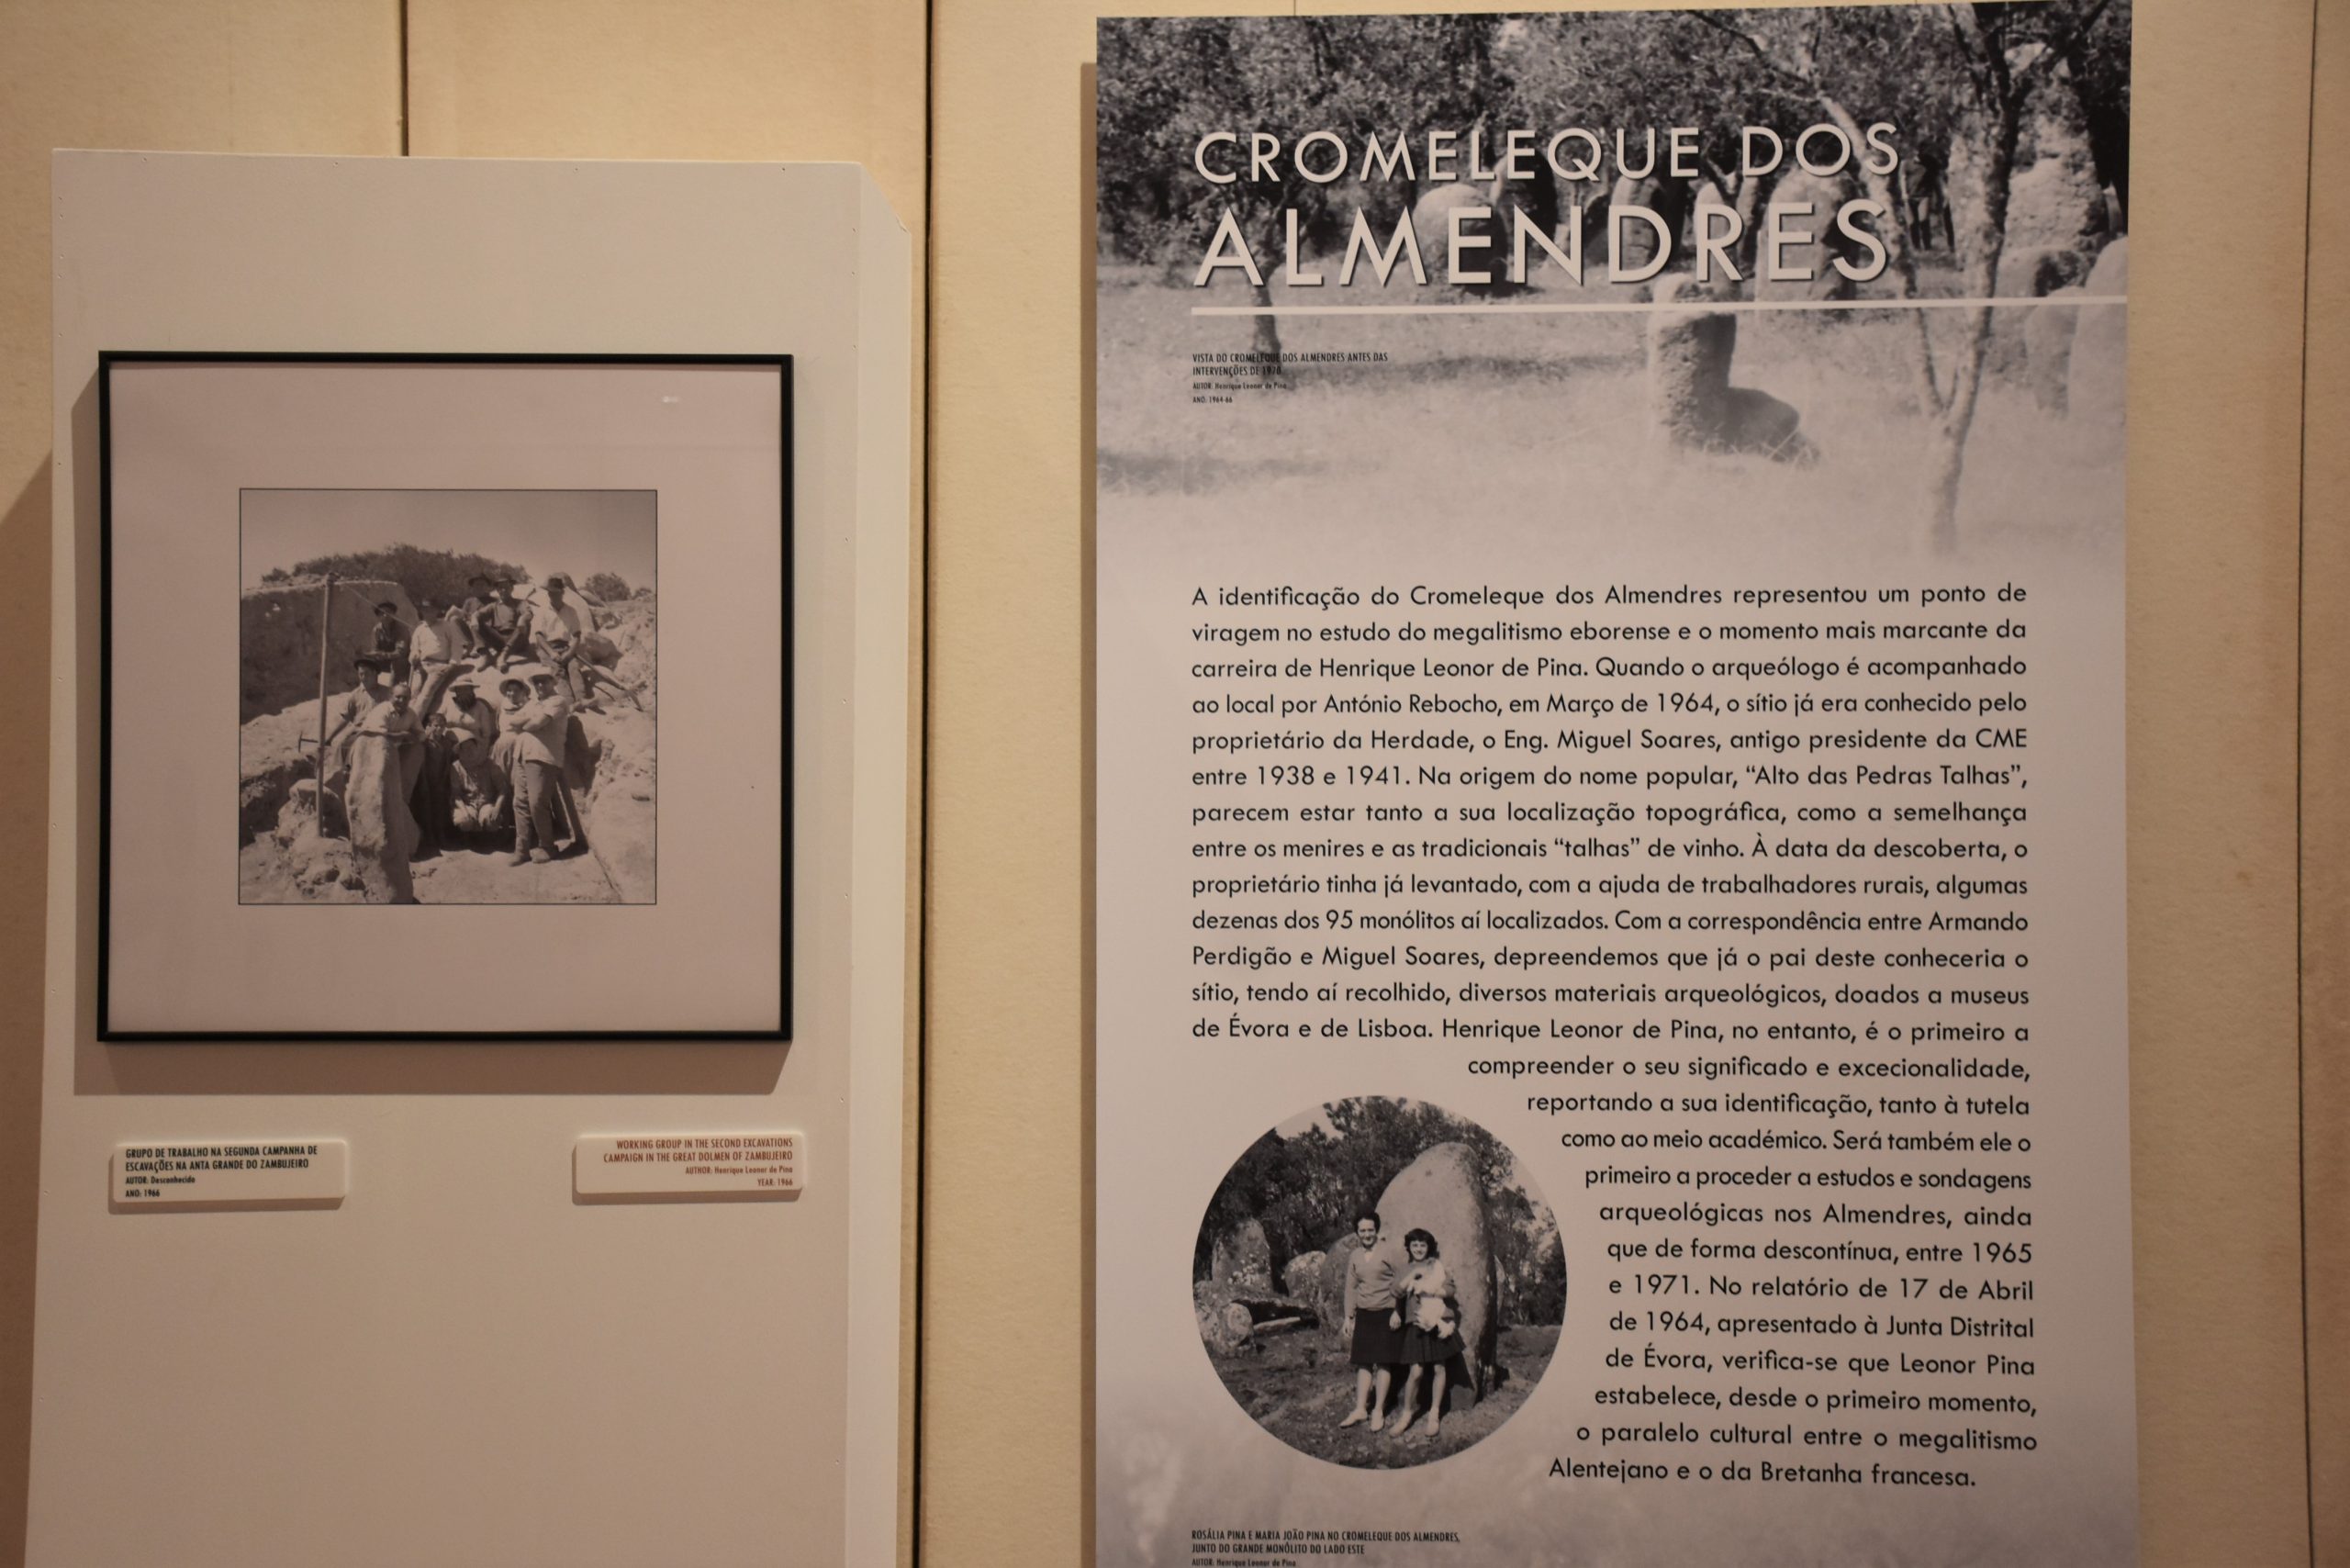 GRUPO DE TRABALHO NA SEGUNDA CAMPANHA DE
ESCAVAÇÕES NA ANTA GRANDE DO ZAMBUJEIRO
AUTOR: Desconhecido
ANO: 1966
WORKING GROUP IN THE SECOND EXCAVATIONS
CAMPAIGN IN THE GREAT DOLMEN OF ZAMBUJEIRO
AUTHOR: Henrique Leonor de Pina
YEAR: 1966
CROMELEQUE DOS
ALMENDRES
VISTA DO CROMELEQUE DOS ALMENDRES ANTES DAS
INTERVENÇÕES DE
AUTOR: Henrique Leonor de Pina
ANO: 1964-66
A identificação do Cromeleque dos Almendres representou um ponto de
viragem no estudo do megalitismo eborense e o momento mais marcante da
carreira de Henrique Leonor de Pina. Quando o arqueólogo é acompanhado
ao local por António Rebocho, em Março de 1964, o sítio já era conhecido pelo
proprietário da Herdade, o Eng. Miguel Soares, antigo presidente da CME
entre 1938 e 1941. Na origem do nome popular, “Alto das Pedras Talhas”,
parecem estar tanto a sua localização topográfica, como a semelhança
entre os menires e as tradicionais “talhas” de vinho. À data da descoberta, o
proprietário tinha já levantado, com a ajuda de trabalhadores rurais, algumas
dezenas dos 95 monólitos aí localizados. Com a correspondência entre Armando
Perdigão e Miguel Soares, depreendemos que já o pai deste conheceria o
sítio, tendo aí recolhido, diversos materiais arqueológicos, doados a museus
de Évora e de Lisboa. Henrique Leonor de Pina, no entanto, é o primeiro a
compreender o seu significado e excecionalidade,
reportando a sua identificação, tanto à tutela
como ao meio académico. Será também ele o
primeiro a proceder a estudos e sondagens
arqueológicas nos Almendres, ainda
que de forma descontínua, entre 1965
e 1971. No relatório de 17 de Abril
de 1964, apresentado à Junta Distrital
de Évora, verifica-se que Leonor Pina
estabelece, desde o primeiro momento,
o paralelo cultural entre o megalitismo
Alentejano e o da Bretanha francesa.
ROSÁLIA PINA E MARIA JOÃO PINA NO CROMELEQUE DOS ALMENDRES,
JUNTO DO GRANDE MONÓLITO DO LADO ESTE
AUTOR: Henrique Leonor de Pina